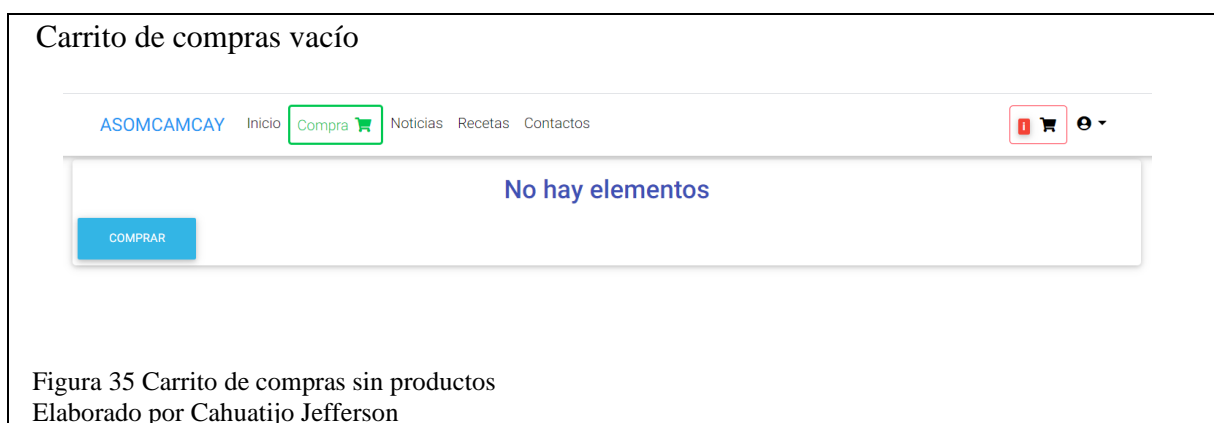 Carrito de compras vacío
ASOMCAMCAY Inicio Compra Noticias Recetas Contactos
No hay elementos
COMPRAR
Figura 35 Carrito de compras sin productos
Elaborado por Cahuatijo Jefferson